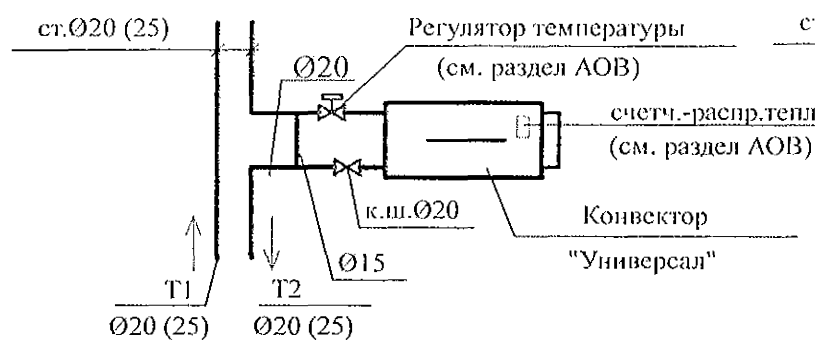 ст.Ø20 (25)
Регулятор температуры
(см. раздел АОВ)
Ø20
счетч.-распр.тепл
(см. раздел АОВ)
к.ш.Ø20
Конвектор
"Универсал"
Ø15
Т1
Ø20 (25)
Т2
Ø20 (25)